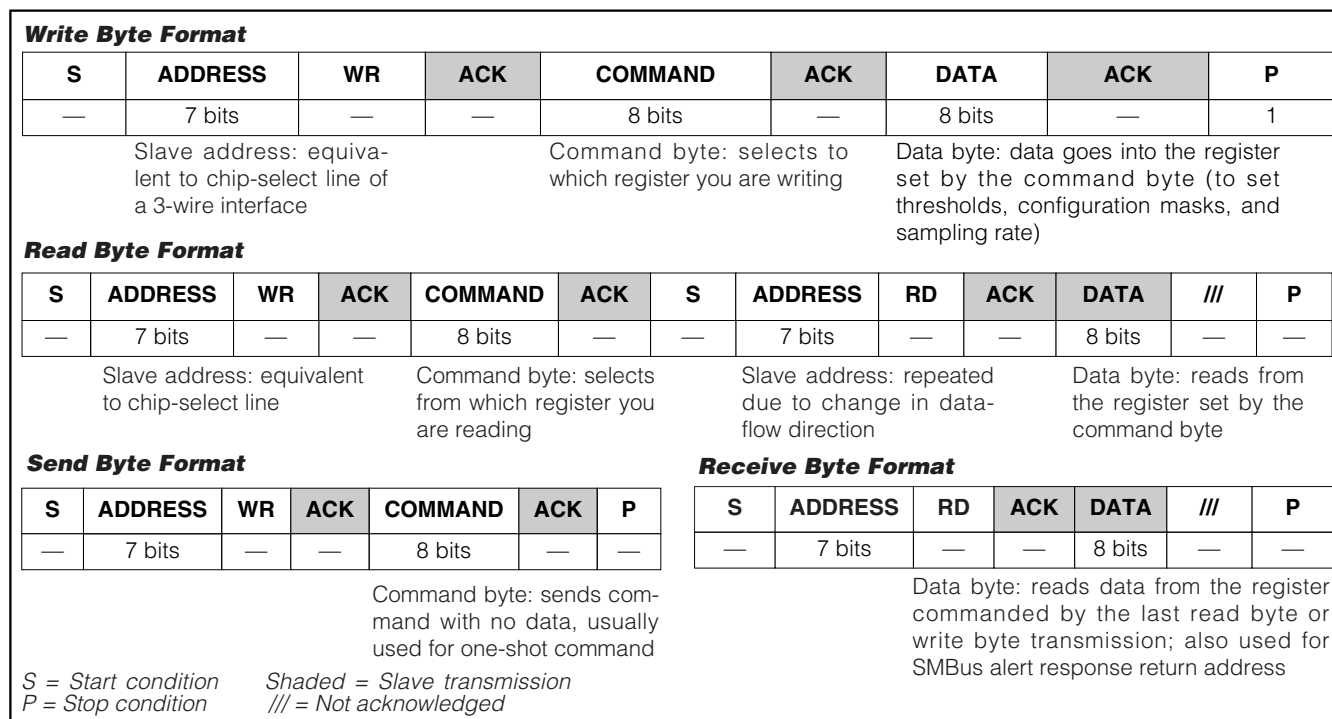 Write Byte Format
S ADDRESS WR ACK COMMAND ACK DATA ACK P
— 7 bits — — 8 bits — 8 bits — 1
Slave address: equiva-
lent to chip-select line of
a 3-wire interface
Command byte: selects to
which register you are writing
Data byte: data goes into the register
set by the command byte (to set
thresholds, configuration masks, and
sampling rate)
Read Byte Format
S ADDRESS WR ACK COMMAND ACK S ADDRESS RD ACK DATA /// P
— 7 bits — — 8 bits — — 7 bits — — 8 bits — —
Slave address: equivalent
to chip-select line
Command byte: selects
from which register you
are reading
Slave address: repeated
due to change in data-
flow direction
Data byte: reads from
the register set by the
command byte
Send Byte Format
S ADDRESS WR ACK COMMAND ACK P
— 7 bits — — 8 bits — —
Command byte: sends com-
mand with no data, usually
used for one-shot command
Receive Byte Format
S ADDRESS RD ACK DATA /// P
— 7 bits — — 8 bits — —
Data byte: reads data from the register
commanded by the last read byte or
write byte transmission; also used for
SMBus alert response return address
S = Start condition Shaded = Slave transmission
P = Stop condition /// = Not acknowledged